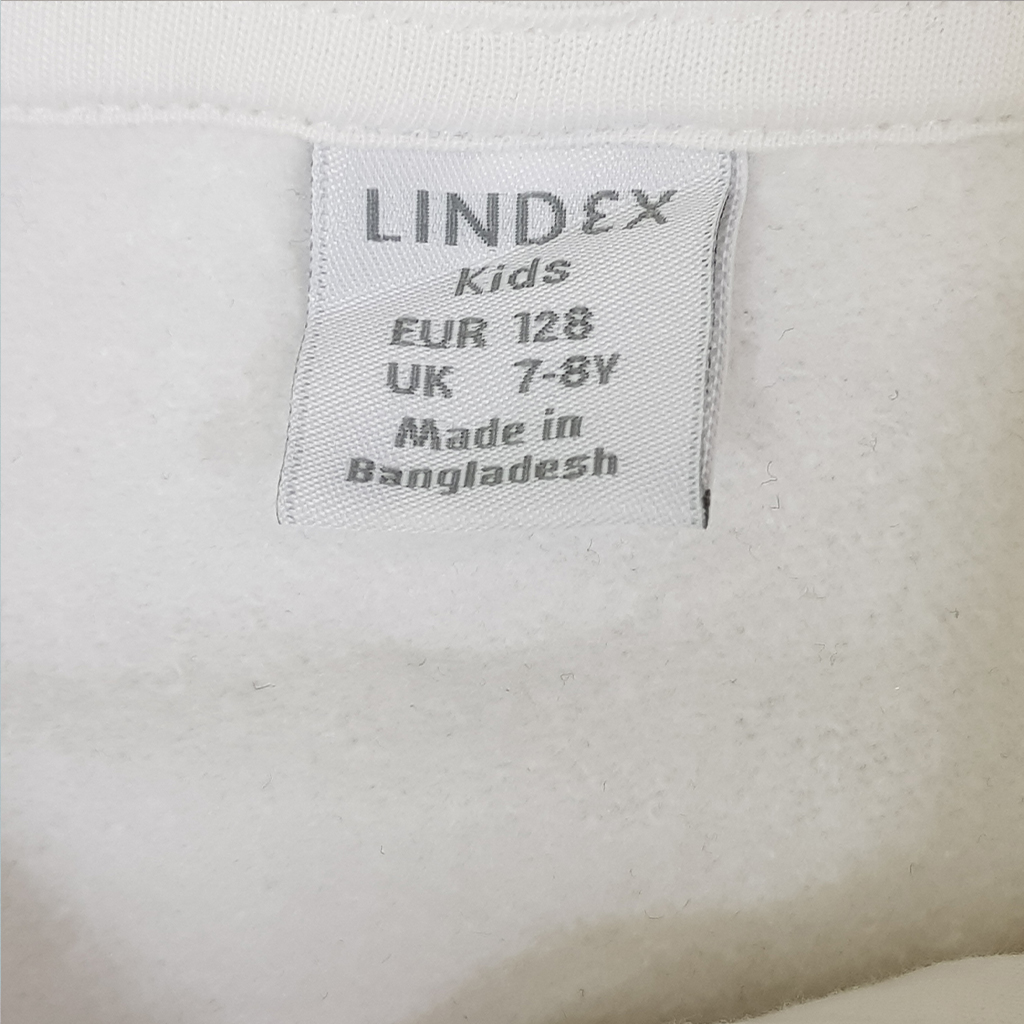 LINDEX
Kids
EUR 128
UK 7-8Y
Made in
Bangladesh